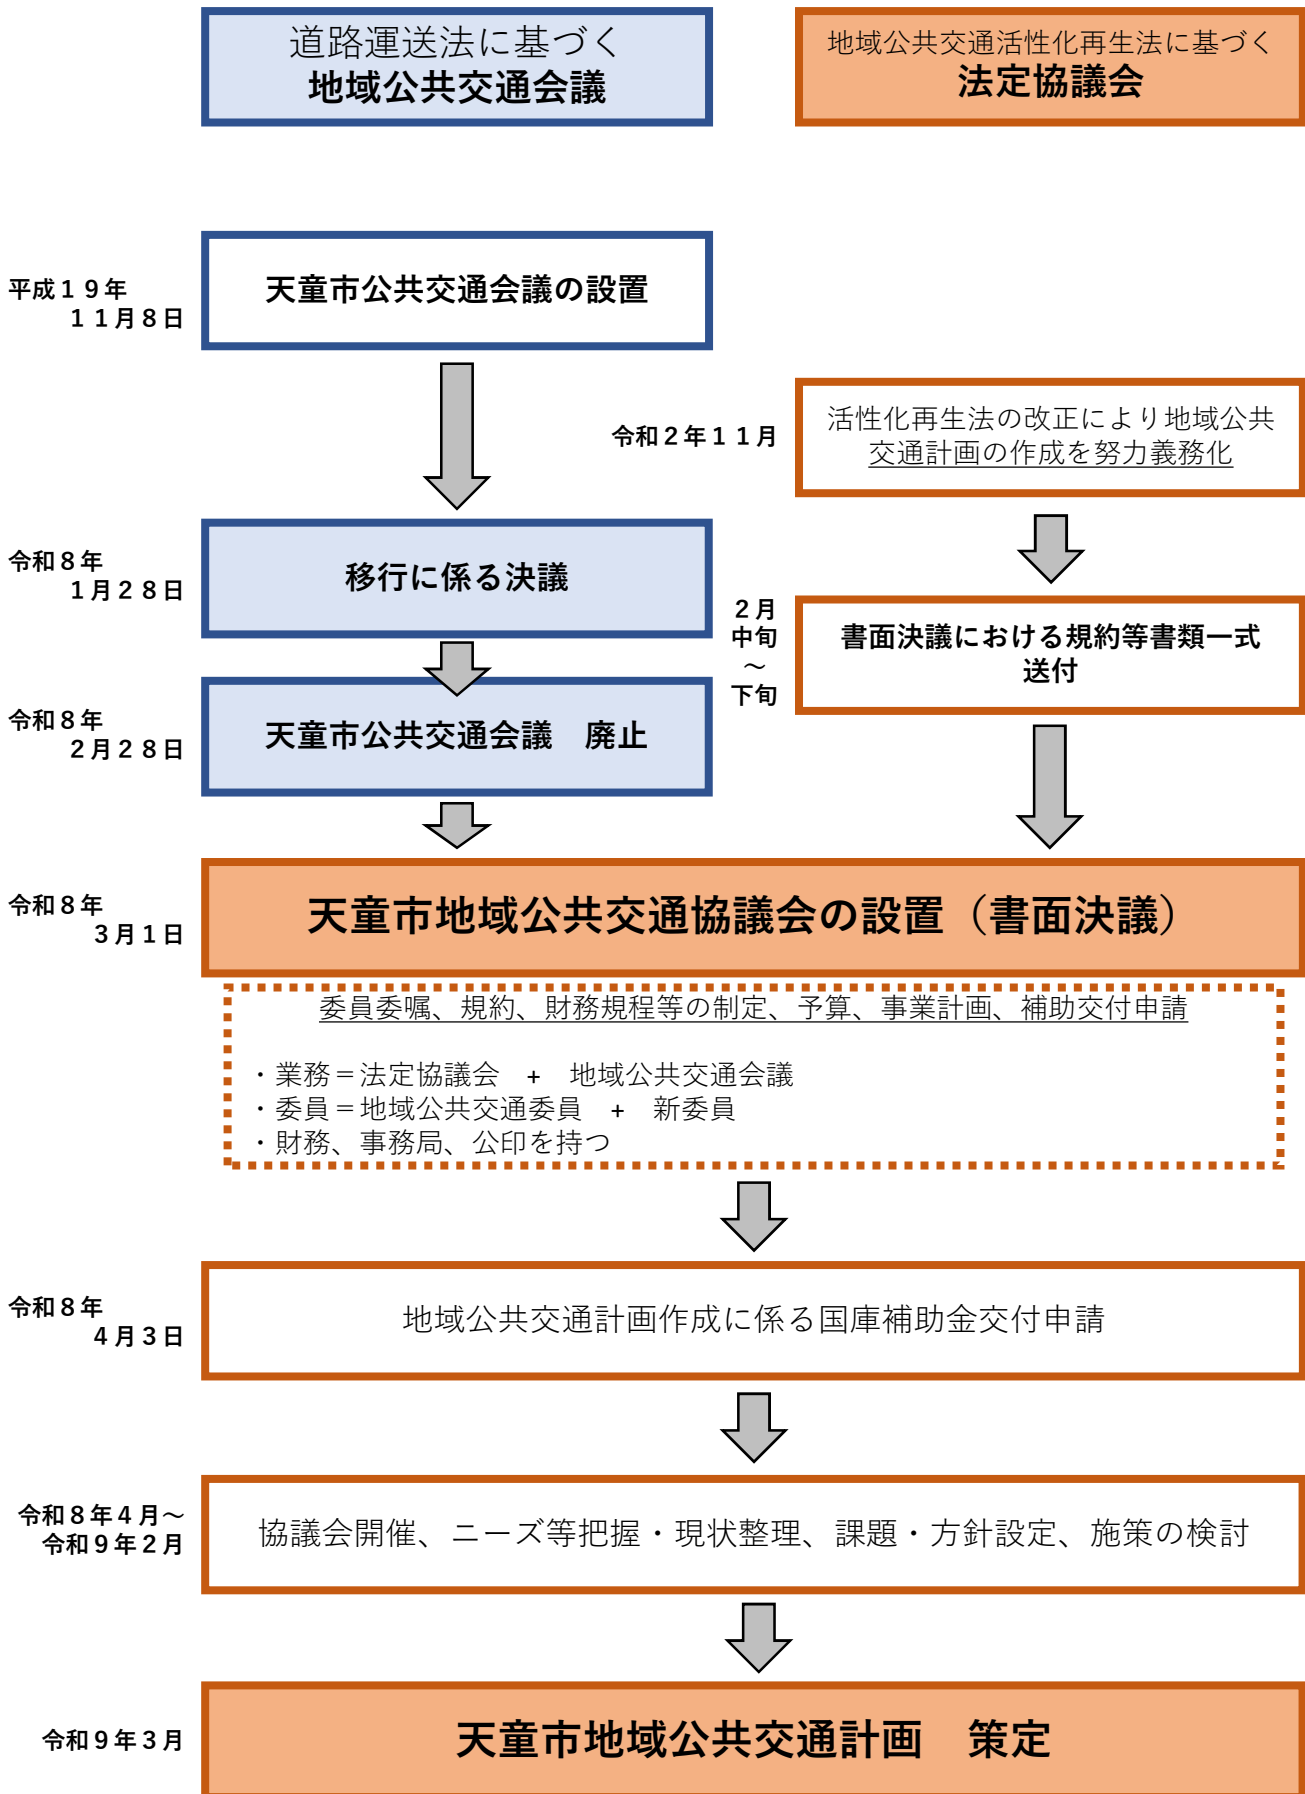 道路運送法に基づく
地域公共交通会議
地域公共交通活性化再生法に基づく
法定協議会
平成１９年
１１月８日
天童市公共交通会議の設置
令和２年１１月
活性化再生法の改正により地域公共
交通計画の作成を努力義務化
令和８年
１月２８日
移行に係る決議
２月
中旬
～
下旬
書面決議における規約等書類一式
送付
令和８年
２月２８日
天童市公共交通会議　廃止
令和８年
３月１日
天童市地域公共交通協議会の設置（書面決議）
委員委嘱、規約、財務規程等の制定、予算、事業計画、補助交付申請
・業務＝法定協議会　+　地域公共交通会議
・委員＝地域公共交通委員　+　新委員
・財務、事務局、公印を持つ
令和８年
４月３日
地域公共交通計画作成に係る国庫補助金交付申請
令和８年４月～
令和９年２月
協議会開催、ニーズ等把握・現状整理、課題・方針設定、施策の検討
令和９年３月
天童市地域公共交通計画　策定